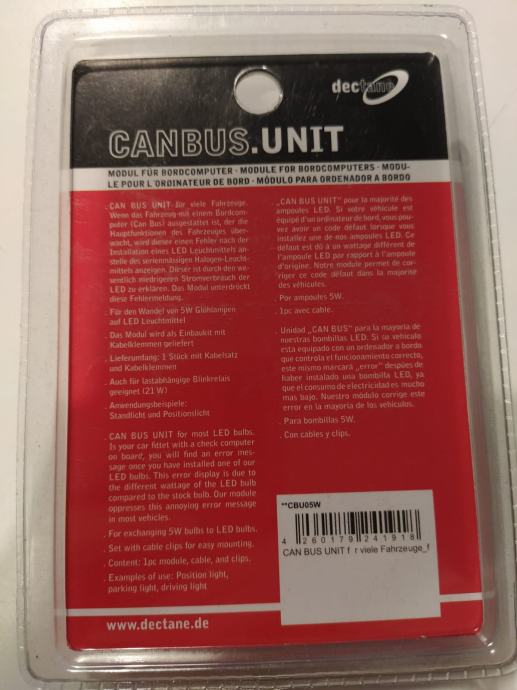 dectane
CANBUS.UNIT
MODUL FÜR BORDCOMPUTER · MODULE FOR BORDCOMPUTERS · MODU-
LE POUR L'ORDINATEUR DE BORD · MÓDULO PARA ORDENADOR A BORDO
. CAN BUS UNIT für viele Fahrzeuge.
Wenn das Fahrzeug mit einem Bordcom-
puter (Can Bus) ausgestattet ist, der die
Hauptfunktionen des Fahrzeuges über-
wacht, wird dieser einen Fehler nach der
Installation eines LED Leuchtmittels an-
stelle des serienmässigen Halogen-Leucht-
mittels anzeigen. Dieser ist durch den we-
sentlich niedrigeren Stromverbrauch der
LED zu erklären. Das Modul unterdrückt
diese Fehlermeldung.
. Für den Wandel von 5W Glühlampen
auf LED Leuchtmittel
. Das Modul wird als Einbaukit mit
Kabelklemmen geliefert
. Lieferumfang: 1 Stück mit Kabelsatz
und Kabelklemmen
. Auch für lastabhängige Blinkrelais
geeignet (21 W)
. Anwendungsbeispiele:
Standlicht und Positionlicht
. CAN BUS UNIT for most LED bulbs.
Is your car fittet with a check computer
on board, you will find an error mes-
sage once you have installed one of our
LED bulbs. This error display is due to
the different wattage of the LED bulb
compared to the stock bulb. Our module
oppresses this annoying error message
in most vehicles.
. For exchanging 5W bulbs to LED bulbs.
. Set with cable clips for easy mounting.
. Content: 1pc module, cable, and clips.
. Examples of use: Position light,
parking light, driving light
. „CAN BUS UNIT" pour la majorité des
ampoules LED. Si votre véhicule est
équipé d'un ordinateur de bord, vous pou-
vez avoir un code défaut lorsque vous
installez une de nos ampoules LED. Ce
défaut est dû à un wattage différent de
l'ampoule LED par rapport à l'ampoule
d'origine. Notre module permet de cor-
riger ce code défaut dans la majorité
des véhicules.
. Por ampoules 5W.
. 1pc avec cable.
. Unidad „CAN BUS" para la mayoria de
nuestras bombillas LED. Si su vehiculo
esta equipado con un ordenador a bordo
que controla el funcionamiento correcto,
este mismo marcará „error" despúes de
haber instalado una bombilla LED, ya
que el consumo de electricidad es mucho
mas bajo. Nuestro módulo corrige este
error en la mayoria de los vehiculos.
. Para bombillas 5W.
. Con cables y clips.
**CBU05W
4 260179 241918
CAN BUS UNIT f r viele Fahrzeuge_f
www.dectane.de